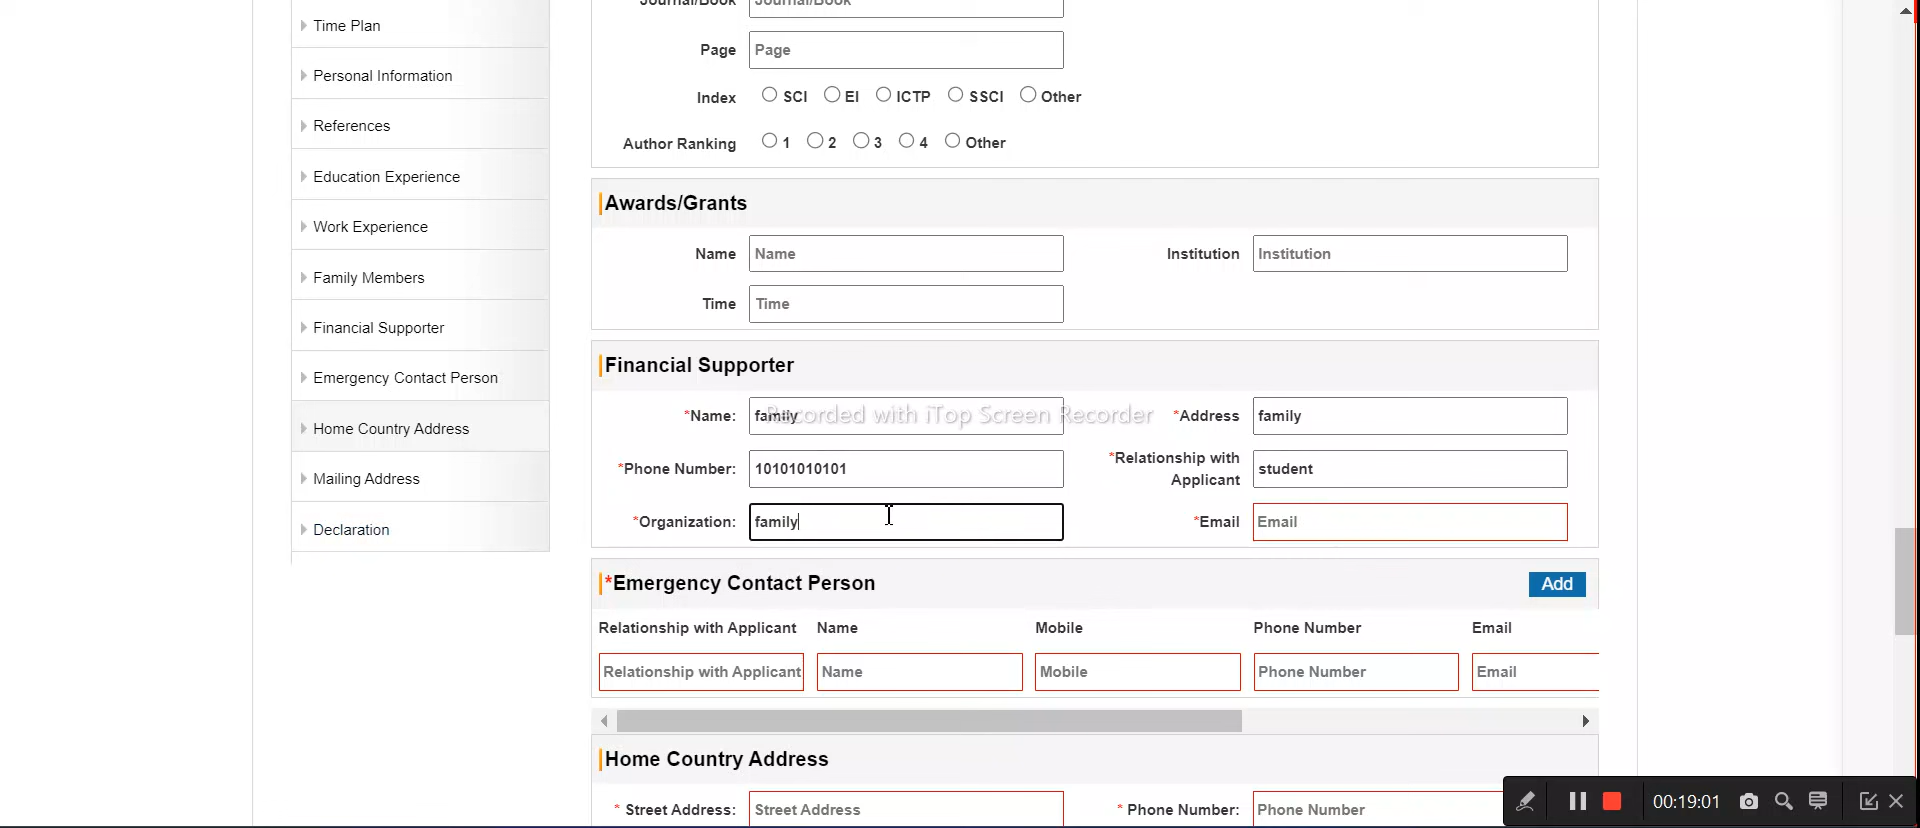 Time Plan
Personal Information
References
Education Experience
Work Experience
Family Members
Financial Supporter
Emergency Contact Person
Home Country Address
Mailing Address
Declaration
Journal/Book Journal/Book
Page Page
Index SCI EI ICTP SSCI Other
Author Ranking 1 2 3 4 Other
Awards/Grants
Name Name Institution Institution
Time Time
Financial Supporter
*Name: family *Address family
Recorded with iTop Screen Recorder
*Phone Number: 10101010101 *Relationship with Applicant student
*Organization: family *Email Email
*Emergency Contact Person Add
Relationship with Applicant Name Mobile Phone Number Email
Relationship with Applicant Name Mobile Phone Number Email
Home Country Address
* Street Address: Street Address * Phone Number: Phone Number
00:19:01